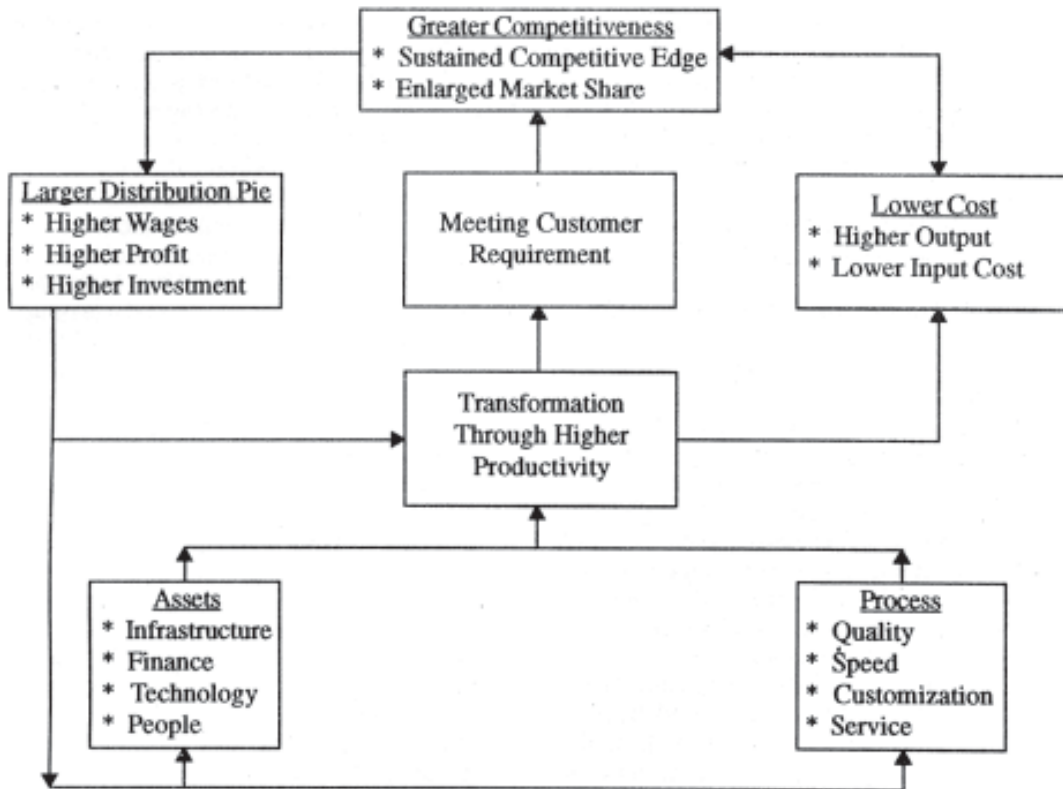 Greater Competitiveness
* Sustained Competitive Edge
* Enlarged Market Share
Larger Distribution Pie
* Higher Wages
* Higher Profit
* Higher Investment
Meeting Customer
Requirement
Lower Cost
* Higher Output
* Lower Input Cost
Transformation
Through Higher
Productivity
Assets
* Infrastructure
* Finance
* Technology
* People
Process
* Quality
* Speed
* Customization
* Service